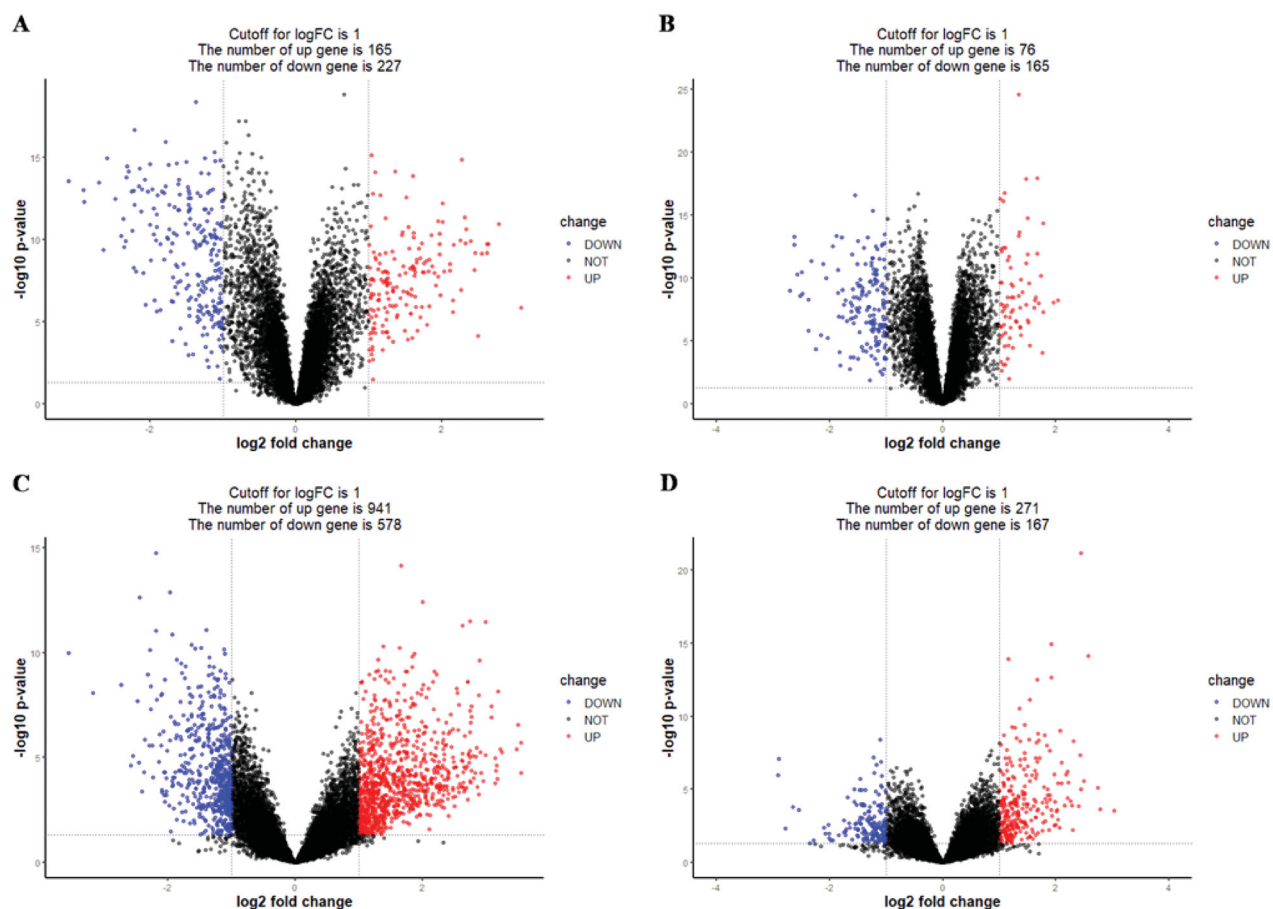 A
Cutoff for logFC is 1
The number of up gene is 165
The number of down gene is 227
-log10 p-value
15
10
5
0
-2
0
2
log2 fold change
change
DOWN
NOT
UP
B
Cutoff for logFC is 1
The number of up gene is 76
The number of down gene is 165
-log10 p-value
25
20
15
10
5
0
-4
-2
0
2
4
log2 fold change
change
DOWN
NOT
UP
C
Cutoff for logFC is 1
The number of up gene is 941
The number of down gene is 578
-log10 p-value
15
10
5
0
-2
0
2
log2 fold change
change
DOWN
NOT
UP
D
Cutoff for logFC is 1
The number of up gene is 271
The number of down gene is 167
-log10 p-value
20
15
10
5
0
-4
-2
0
2
4
log2 fold change
change
DOWN
NOT
UP